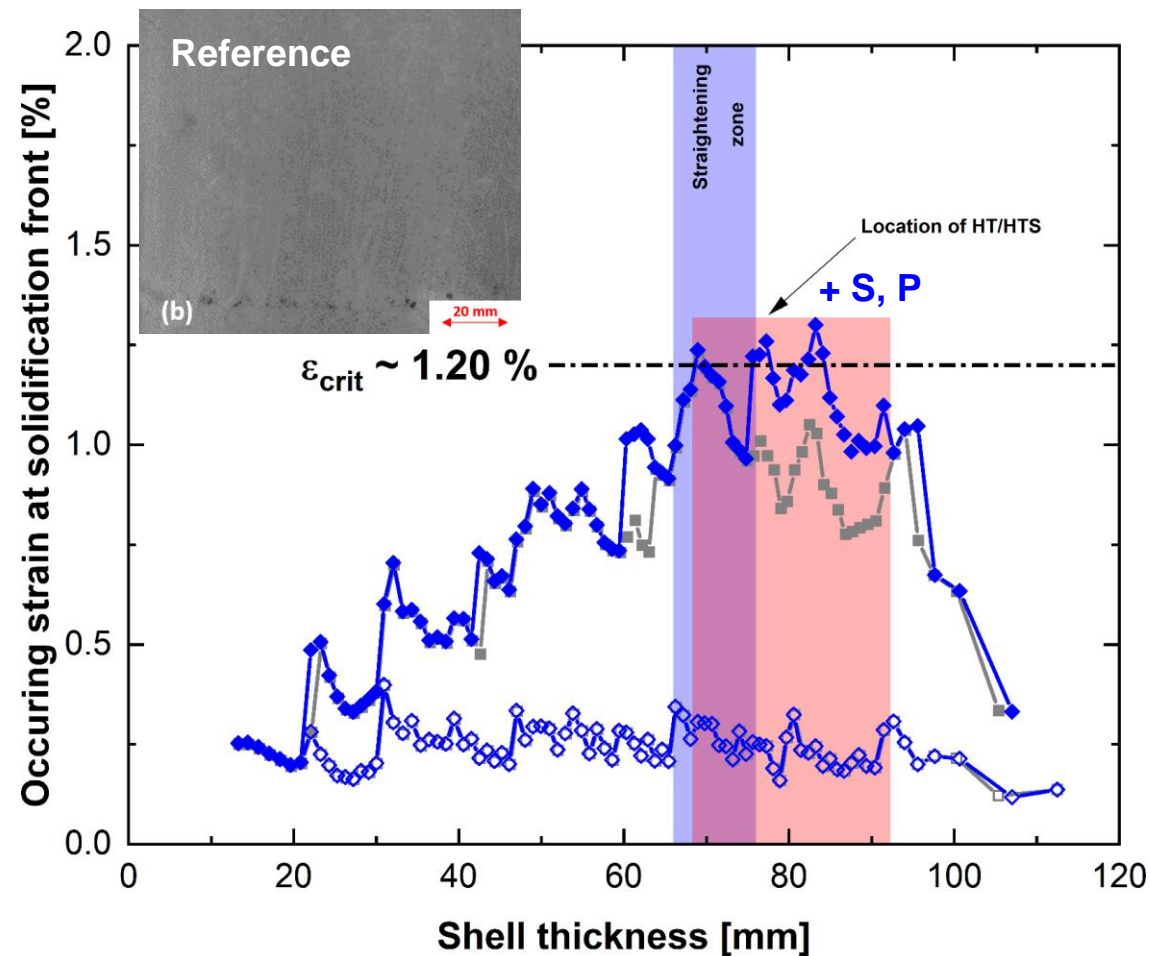 Reference
(b)
20 mm
Straightening
zone
Location of HT/HTS
+ S, P
εcrit ~ 1.20 %
Occuring strain at solidification front [%]
2.0
1.5
1.0
0.5
0.0
0 20 40 60 80 100 120
Shell thickness [mm]